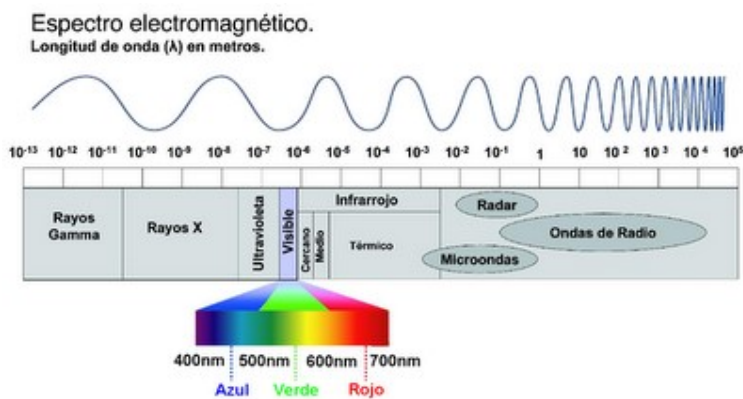 Espectro electromagnético.
Longitud de onda (λ) en metros.
10-13 10-12 10-11 10-10 10-9 10-8 10-7 10-6 10-5 10-4 10-3 10-2 10-1 1 10 10 2 10 3 10 4 105
Rayos Gamma
Rayos X
Ultravioleta
Visible
Infrarrojo
Cercano
Medio
Térmico
Radar
Microondas
Ondas de Radio
400nm 500nm 600nm 700nm
Azul Verde Rojo